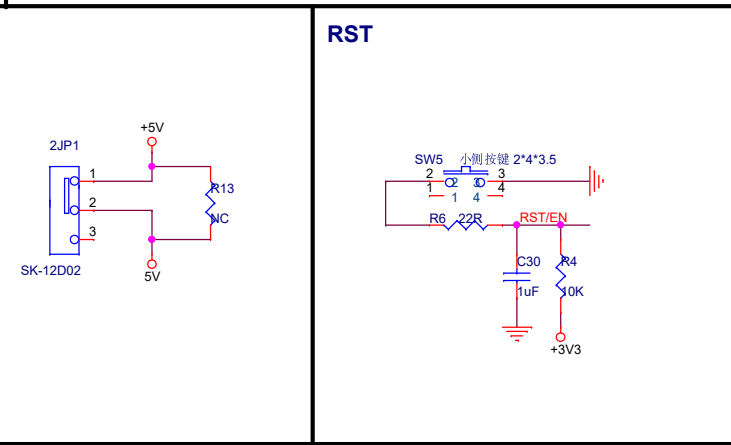 RST
+5V
2JP1
1
2
3
R13
NC
SK-12D02
5V
SW5 小侧按键 2*4*3.5
2 2 3 3
1 1 4 4
R6 22R RST/EN
C30 R4
1uF 10K
+3V3